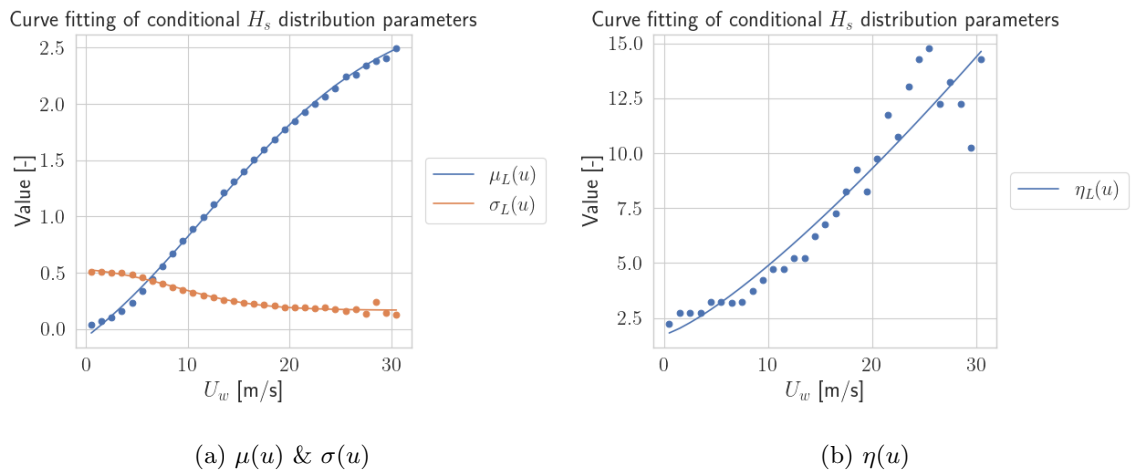 Curve fitting of conditional $H_s$ distribution parameters
2.5
2.0
1.5
1.0
0.5
0.0
Value [-]
0 10 20 30
$U_w$ [m/s]
$\mu_L(u)$
$\sigma_L(u)$
(a) $\mu(u)$ & $\sigma(u)$
Curve fitting of conditional $H_s$ distribution parameters
15.0
12.5
10.0
7.5
5.0
2.5
Value [-]
0 10 20 30
$U_w$ [m/s]
$\eta_L(u)$
(b) $\eta(u)$